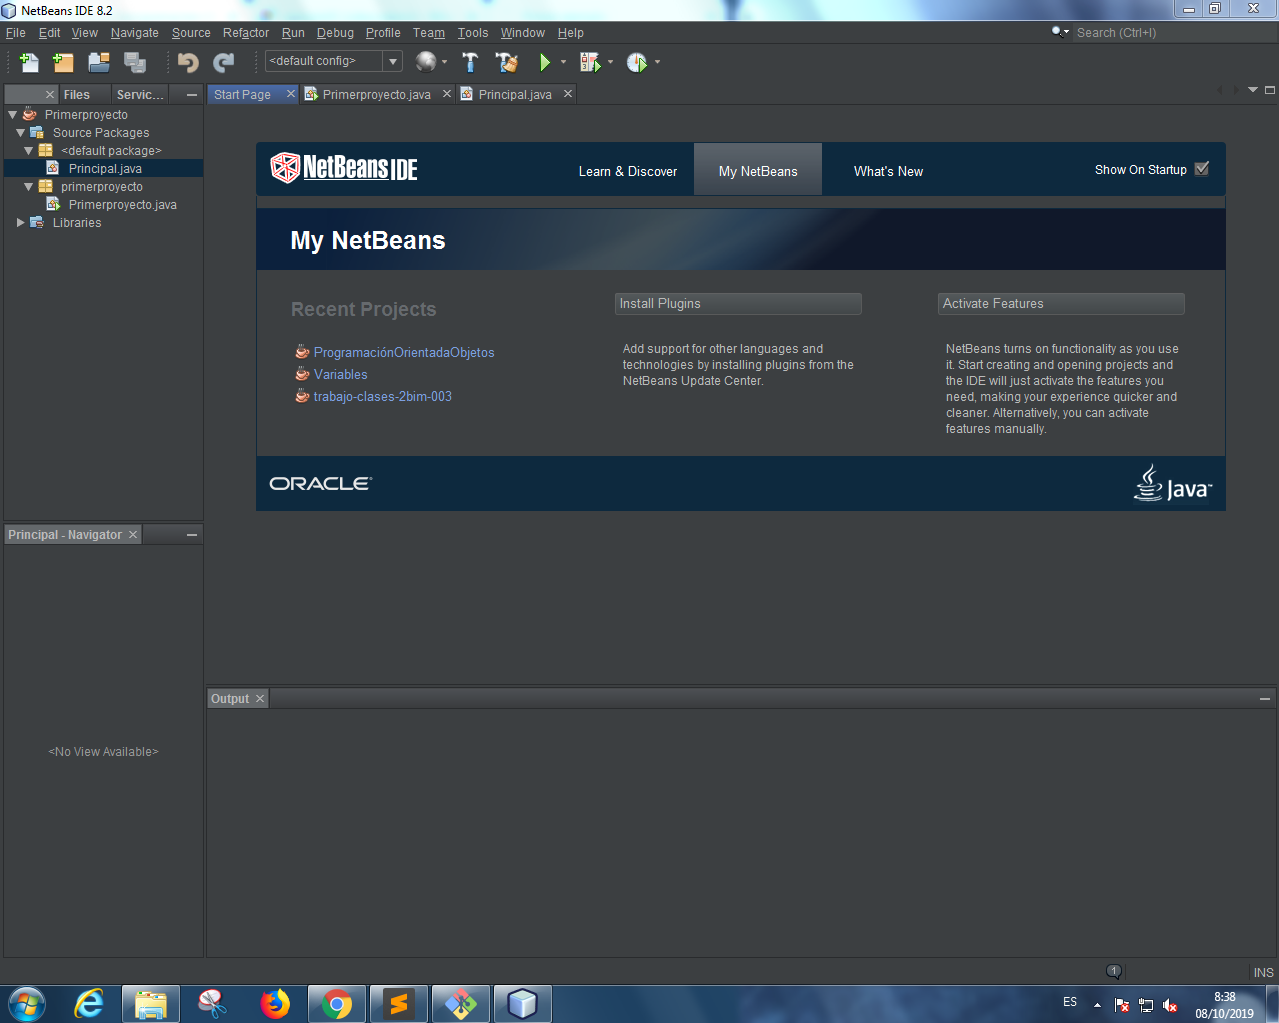 NetBeans IDE 8.2
File Edit View Navigate Source Refactor Run Debug Profile Team Tools Window Help
Search (Ctrl+I)
<default config>
Files Servic...
Start Page Primerproyecto.java Principal.java
Primerproyecto
Source Packages
<default package>
Principal.java
primerproyecto
Primerproyecto.java
Libraries
NetBeans IDE
Learn & Discover My NetBeans What's New Show On Startup
My NetBeans
Recent Projects
ProgramaciónOrientadaObjetos
Variables
trabajo-clases-2bim-003
Install Plugins
Add support for other languages and
technologies by installing plugins from the
NetBeans Update Center.
Activate Features
NetBeans turns on functionality as you use
it. Start creating and opening projects and
the IDE will just activate the features you
need, making your experience quicker and
cleaner. Alternatively, you can activate
features manually.
ORACLE
Java™
Principal - Navigator
<No View Available>
Output
1
INS
ES
8:38
08/10/2019